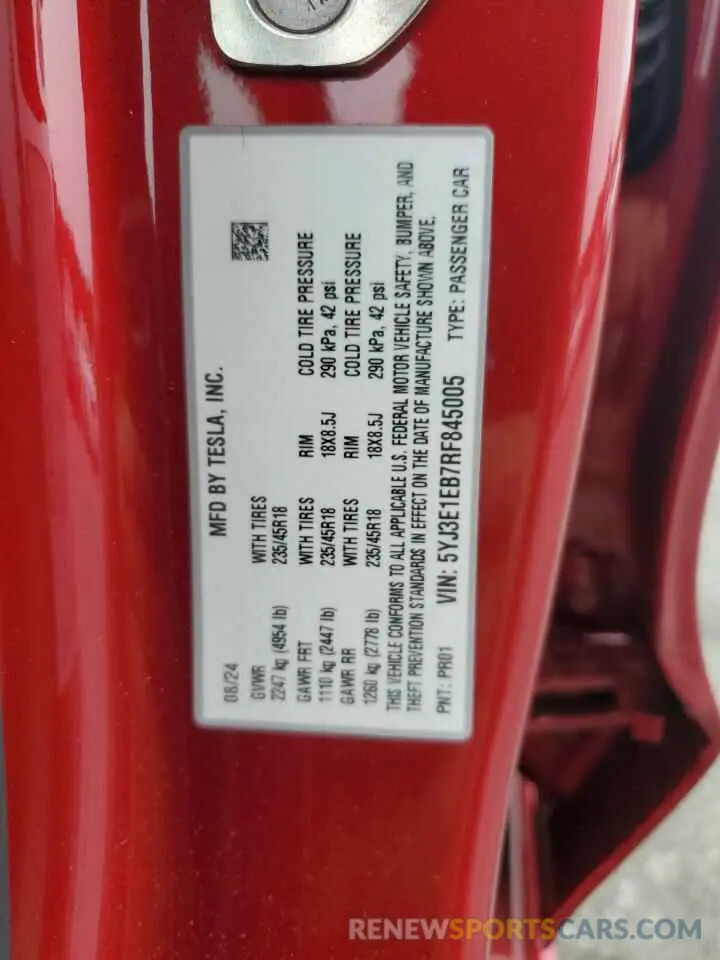 MFD BY TESLA, INC.
08/24
GVWR WITH TIRES
2247 kg (4954 lb) 235/45R18
GAWR FRT WITH TIRES RIM COLD TIRE PRESSURE
1110 kg (2447 lb) 235/45R18 18X8.5J 290 kPa, 42 psi
GAWR RR WITH TIRES RIM COLD TIRE PRESSURE
1260 kg (2778 lb) 235/45R18 18X8.5J 290 kPa, 42 psi
THIS VEHICLE CONFORMS TO ALL APPLICABLE U.S. FEDERAL MOTOR VEHICLE SAFETY, BUMPER, AND
THEFT PREVENTION STANDARDS IN EFFECT ON THE DATE OF MANUFACTURE SHOWN ABOVE.
PNT: PR01 VIN: 5YJ3E1EB7RF845005 TYPE: PASSENGER CAR
RENEWSPORTSCARS.COM